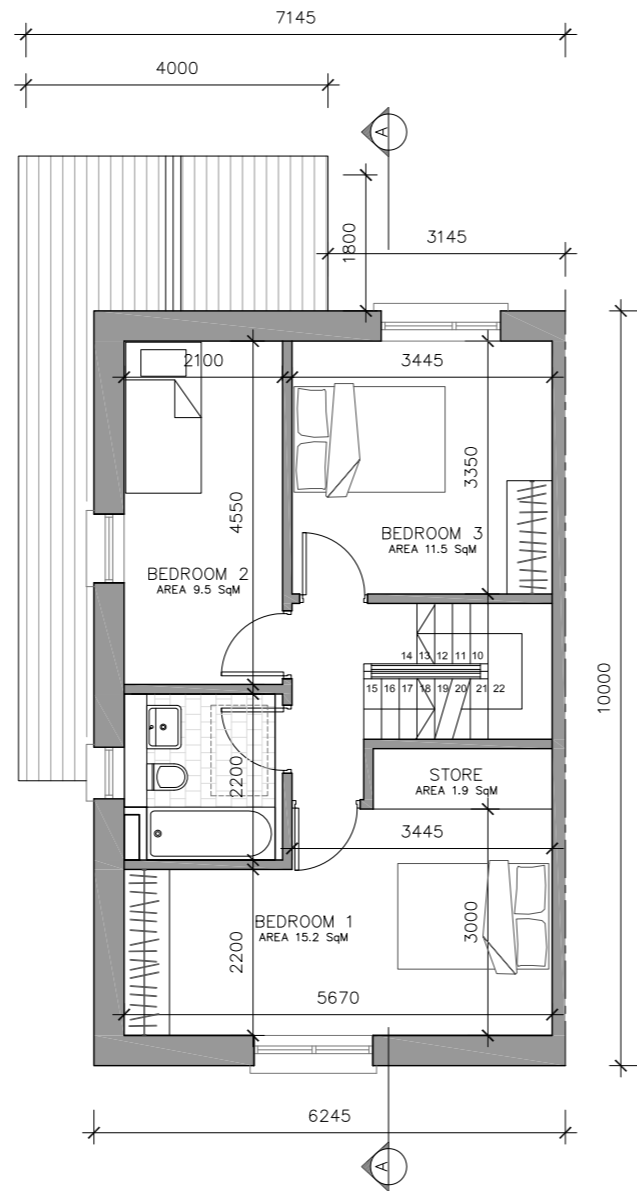 7145
4000
A
1800
3145
2100
3445
4550
3350
BEDROOM 3
AREA 11.5 SqM
BEDROOM 2
AREA 9.5 SqM
14 13 12 11 10
15 16 17 18 19 20 21 22
10000
2200
STORE
AREA 1.9 SqM
3445
BEDROOM 1
AREA 15.2 SqM
2200
3000
5670
6245
A